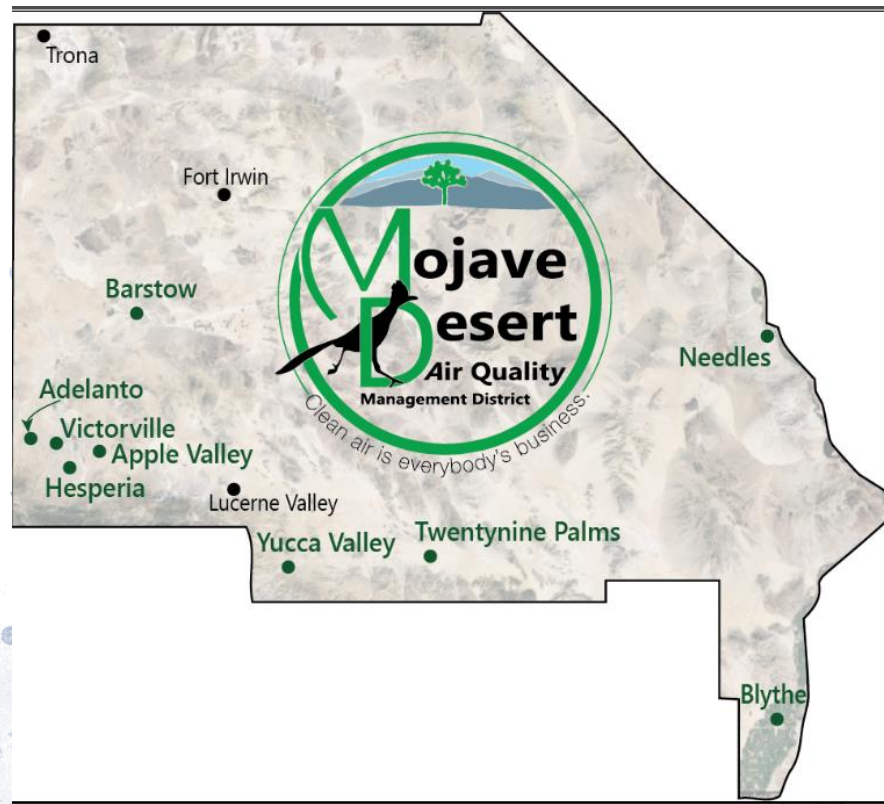 Trona
Fort Irwin
Mojave
Desert
Air Quality
Management District
Clean air is everybody's business.
Barstow
Needles
Adelanto
Victorville
Apple Valley
Hesperia
Lucerne Valley
Yucca Valley
Twentynine Palms
Blythe